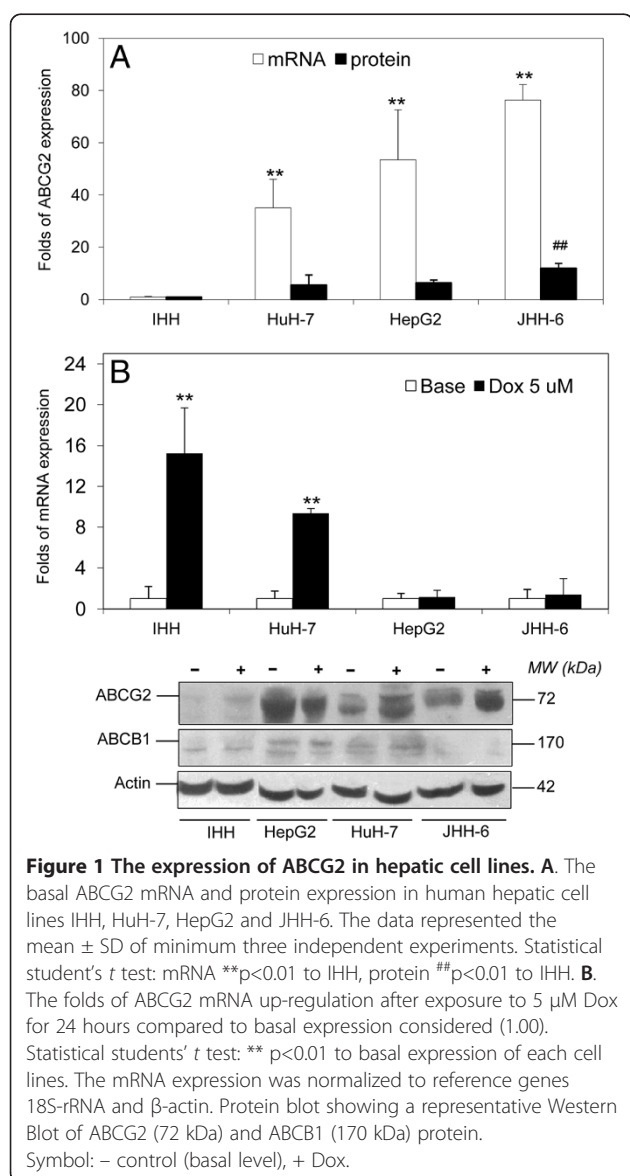 A
mRNA protein
Folds of ABCG2 expression
100
80
60
40
20
0
** ** ** ##
IHH HuH-7 HepG2 JHH-6
B
Base Dox 5 uM
Folds of mRNA expression
24
20
16
12
8
4
0
** **
IHH HuH-7 HepG2 JHH-6
– + – + – + – + MW (kDa)
ABCG2 72
ABCB1 170
Actin 42
IHH HepG2 HuH-7 JHH-6
Figure 1 The expression of ABCG2 in hepatic cell lines. A. The
basal ABCG2 mRNA and protein expression in human hepatic cell
lines IHH, HuH-7, HepG2 and JHH-6. The data represented the
mean ± SD of minimum three independent experiments. Statistical
student's t test: mRNA **p<0.01 to IHH, protein ##p<0.01 to IHH. B.
The folds of ABCG2 mRNA up-regulation after exposure to 5 μM Dox
for 24 hours compared to basal expression considered (1.00).
Statistical students' t test: ** p<0.01 to basal expression of each cell
lines. The mRNA expression was normalized to reference genes
18S-rRNA and β-actin. Protein blot showing a representative Western
Blot of ABCG2 (72 kDa) and ABCB1 (170 kDa) protein.
Symbol: – control (basal level), + Dox.